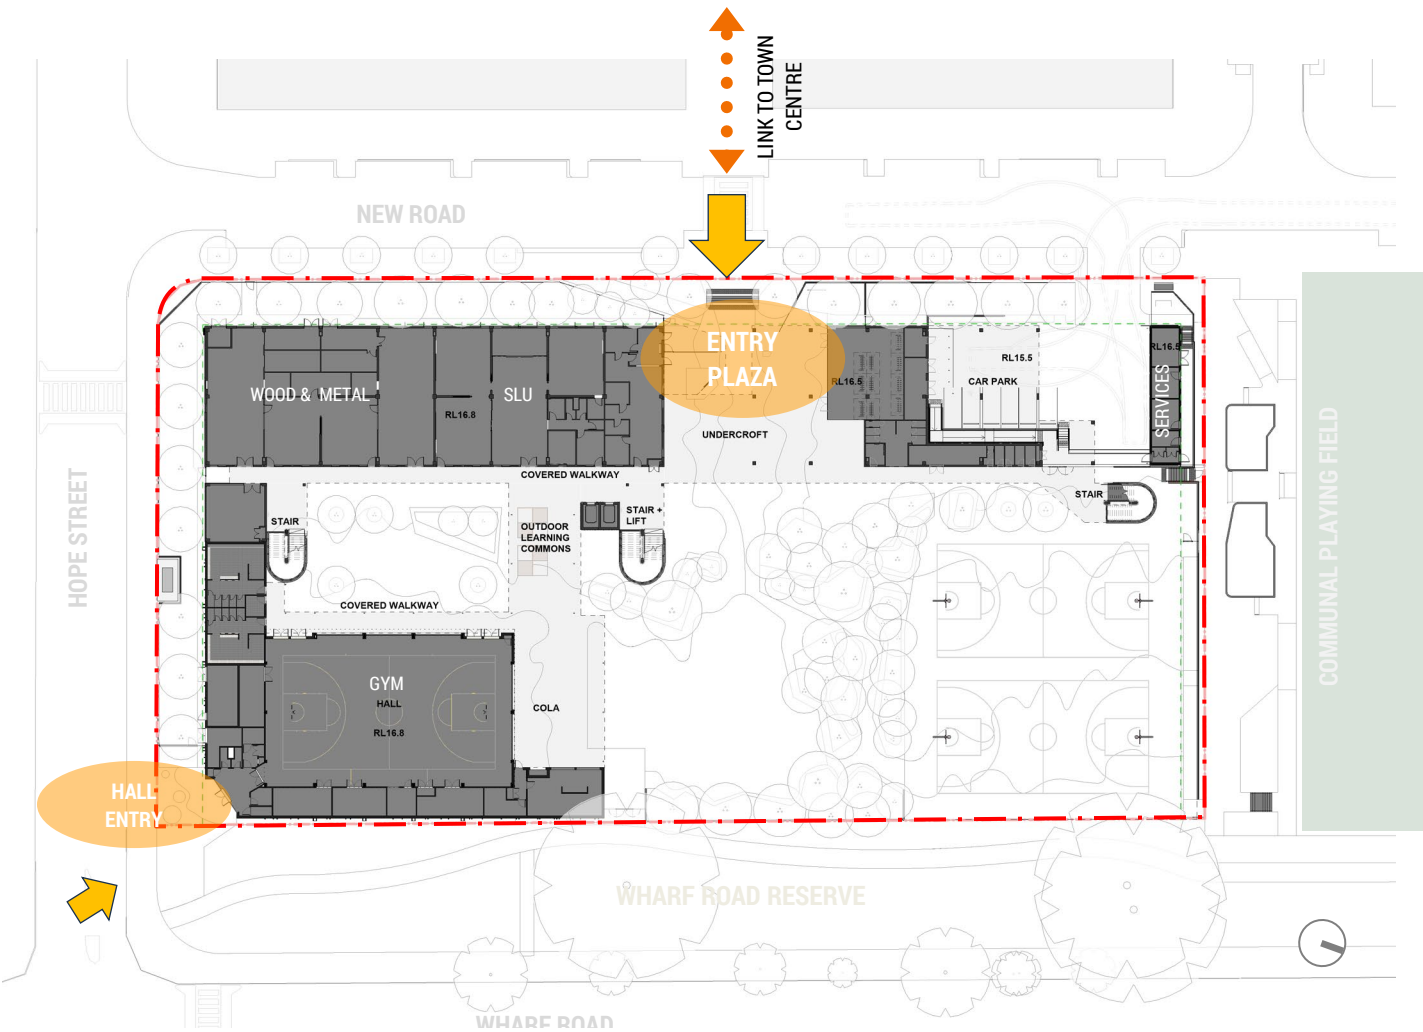 LINK TO TOWN
CENTRE
NEW ROAD
ENTRY
PLAZA
WOOD & METAL
SLU
RL16.8
RL16.5
RL15.5
CAR PARK
RL16.5
SERVICES
UNDERCROFT
COVERED WALKWAY
STAIR
OUTDOOR
LEARNING
COMMONS
STAIR +
LIFT
STAIR
COVERED WALKWAY
HOPE STREET
COMMUNAL PLAYING FIELD
GYM
HALL
RL16.8
COLA
HALL
ENTRY
WHARF ROAD RESERVE
WHARF ROAD